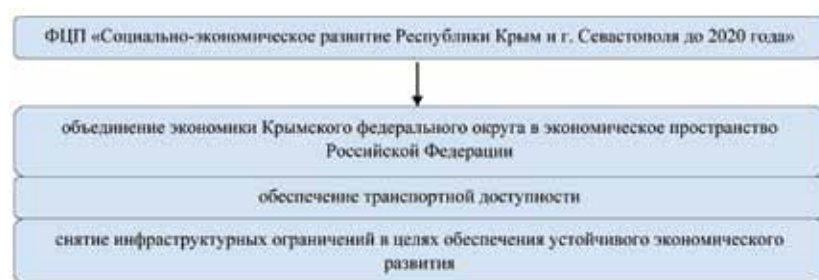 ФЦП «Социально-экономическое развитие Республики Крым и г. Севастополя до 2020 года»
объединение экономики Крымского федерального округа в экономическое пространство
Российской Федерации
обеспечение транспортной доступности
снятие инфраструктурных ограничений в целях обеспечения устойчивого экономического
развития